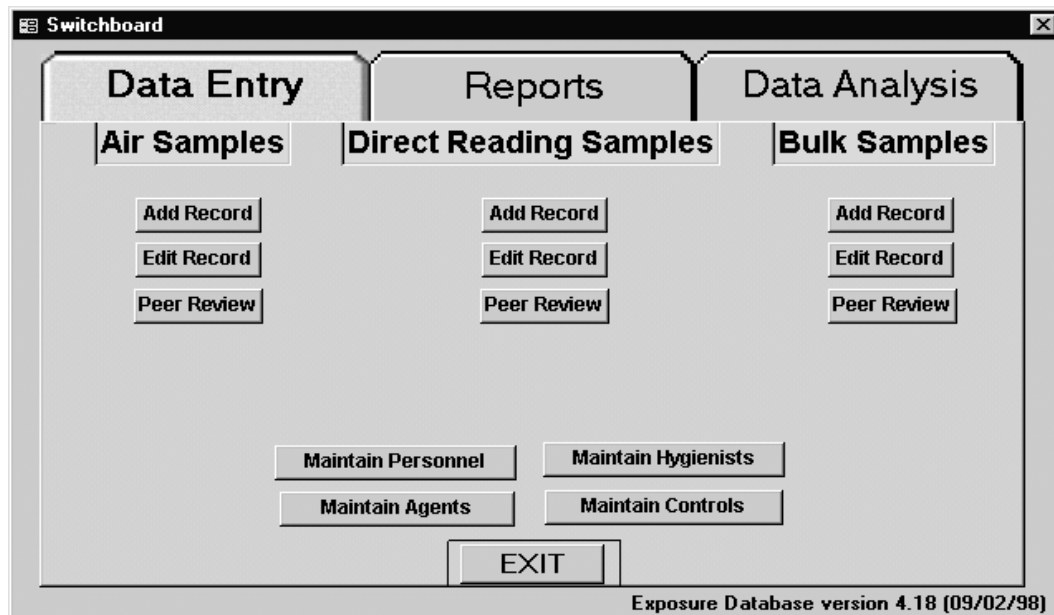 Switchboard
Data Entry Reports Data Analysis
Air Samples Direct Reading Samples Bulk Samples
Add Record Add Record Add Record
Edit Record Edit Record Edit Record
Peer Review Peer Review Peer Review
Maintain Personnel Maintain Hygienists
Maintain Agents Maintain Controls
EXIT
Exposure Database version 4.18 (09/02/98)